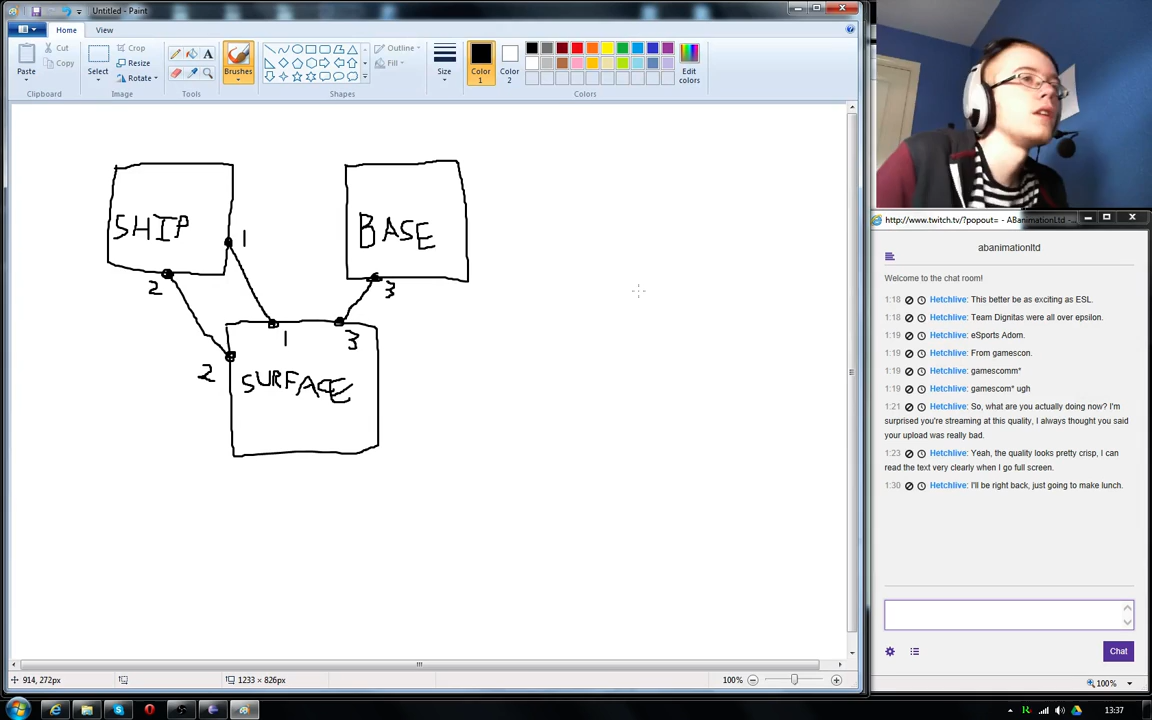 Untitled - Paint
Home
View
Paste
Cut
Copy
Clipboard
Select
Crop
Resize
Rotate
Image
A
Tools
Brushes
Outline
Fill
Shapes
Size
Color 1
Color 2
Edit colors
Colors
SHIP
1
2
BASE
3
1
3
2
SURFACE
914, 272px
1233 × 826px
100%
http://www.twitch.tv/?popout= - ABanimationLtd -
abanimationltd
Welcome to the chat room!
1:18 Hetchlive: This better be as exciting as ESL.
1:18 Hetchlive: Team Dignitas were all over epsilon.
1:19 Hetchlive: eSports Adom.
1:19 Hetchlive: From gamescon.
1:19 Hetchlive: gamescomm*
1:19 Hetchlive: gamescom* ugh
1:21 Hetchlive: So, what are you actually doing now? I'm
surprised you're streaming at this quality, I always thought you said
your upload was really bad.
1:23 Hetchlive: Yeah, the quality looks pretty crisp, I can
read the text very clearly when I go full screen.
1:30 Hetchlive: I'll be right back, just going to make lunch.
Chat
100%
13:37